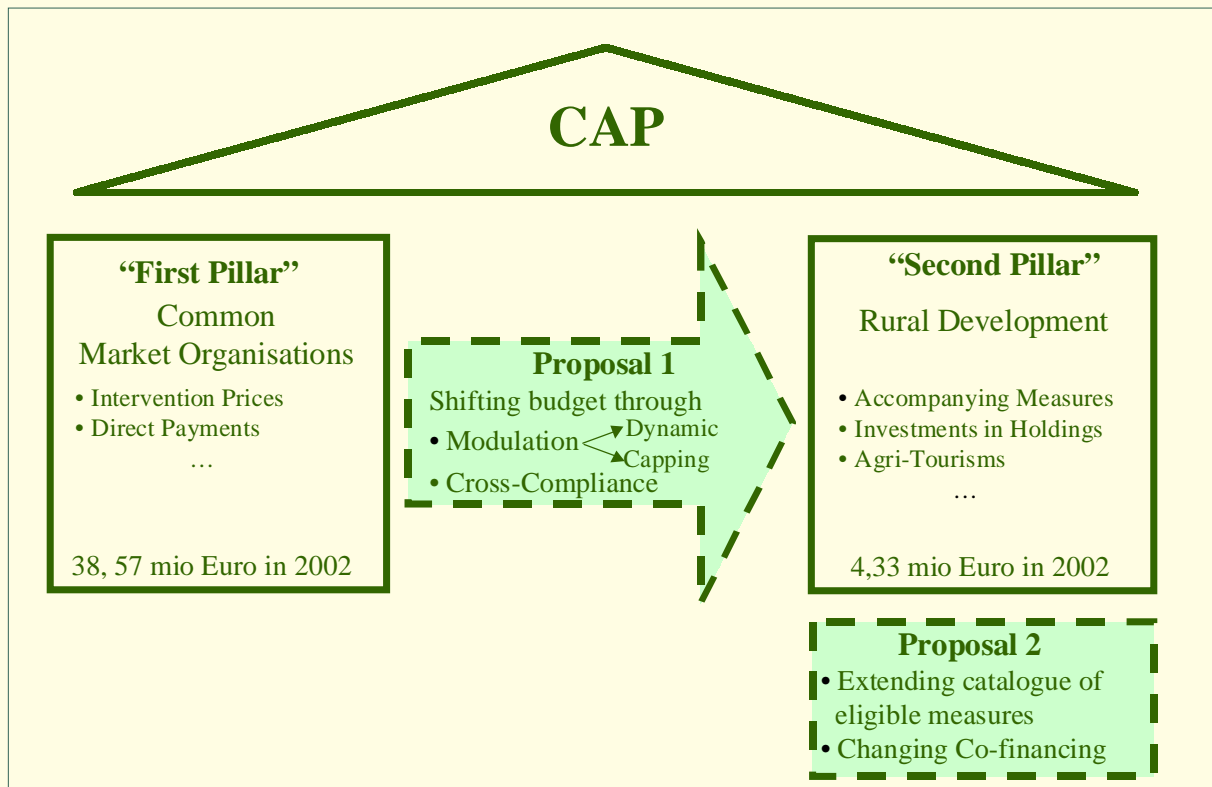 CAP
“First Pillar”
Common
Market Organisations
• Intervention Prices
• Direct Payments
…
38, 57 mio Euro in 2002
Proposal 1
Shifting budget through
• Modulation
Dynamic
Capping
• Cross-Compliance
“Second Pillar”
Rural Development
• Accompanying Measures
• Investments in Holdings
• Agri-Tourisms
…
4,33 mio Euro in 2002
Proposal 2
• Extending catalogue of
eligible measures
• Changing Co-financing